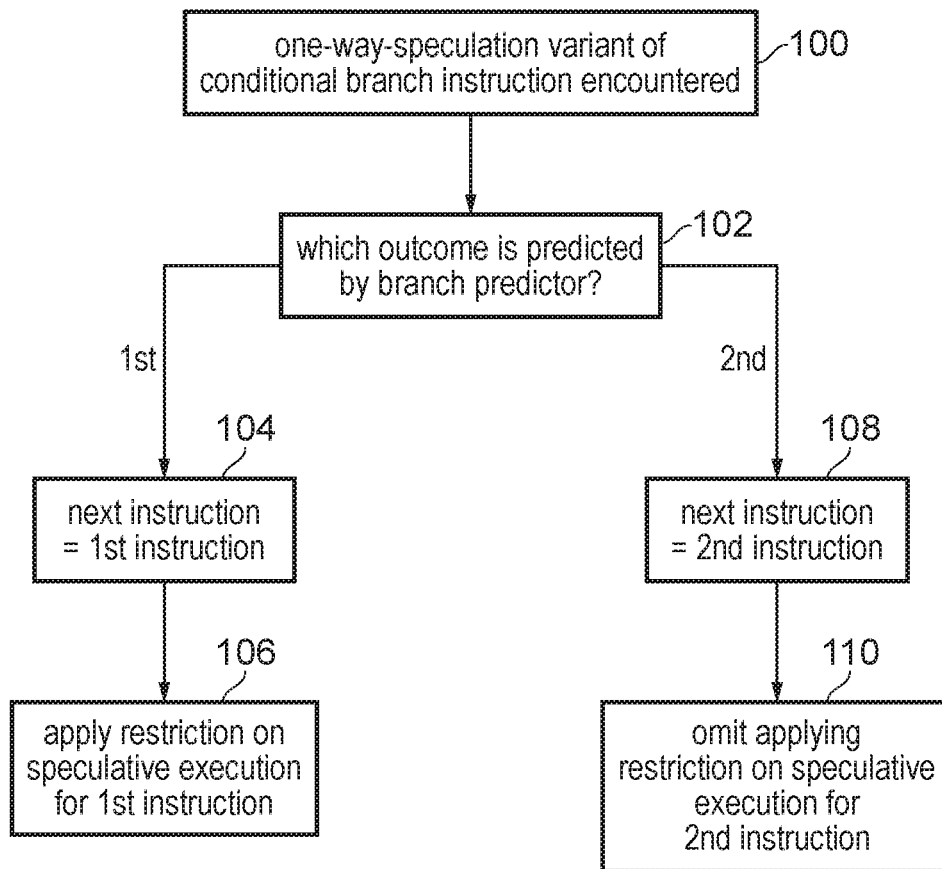 one-way-speculation variant of
conditional branch instruction encountered
100
which outcome is predicted
by branch predictor?
102
1st
2nd
104
next instruction
= 1st instruction
108
next instruction
= 2nd instruction
106
apply restriction on
speculative execution
for 1st instruction
110
omit applying
restriction on speculative
execution for
2nd instruction